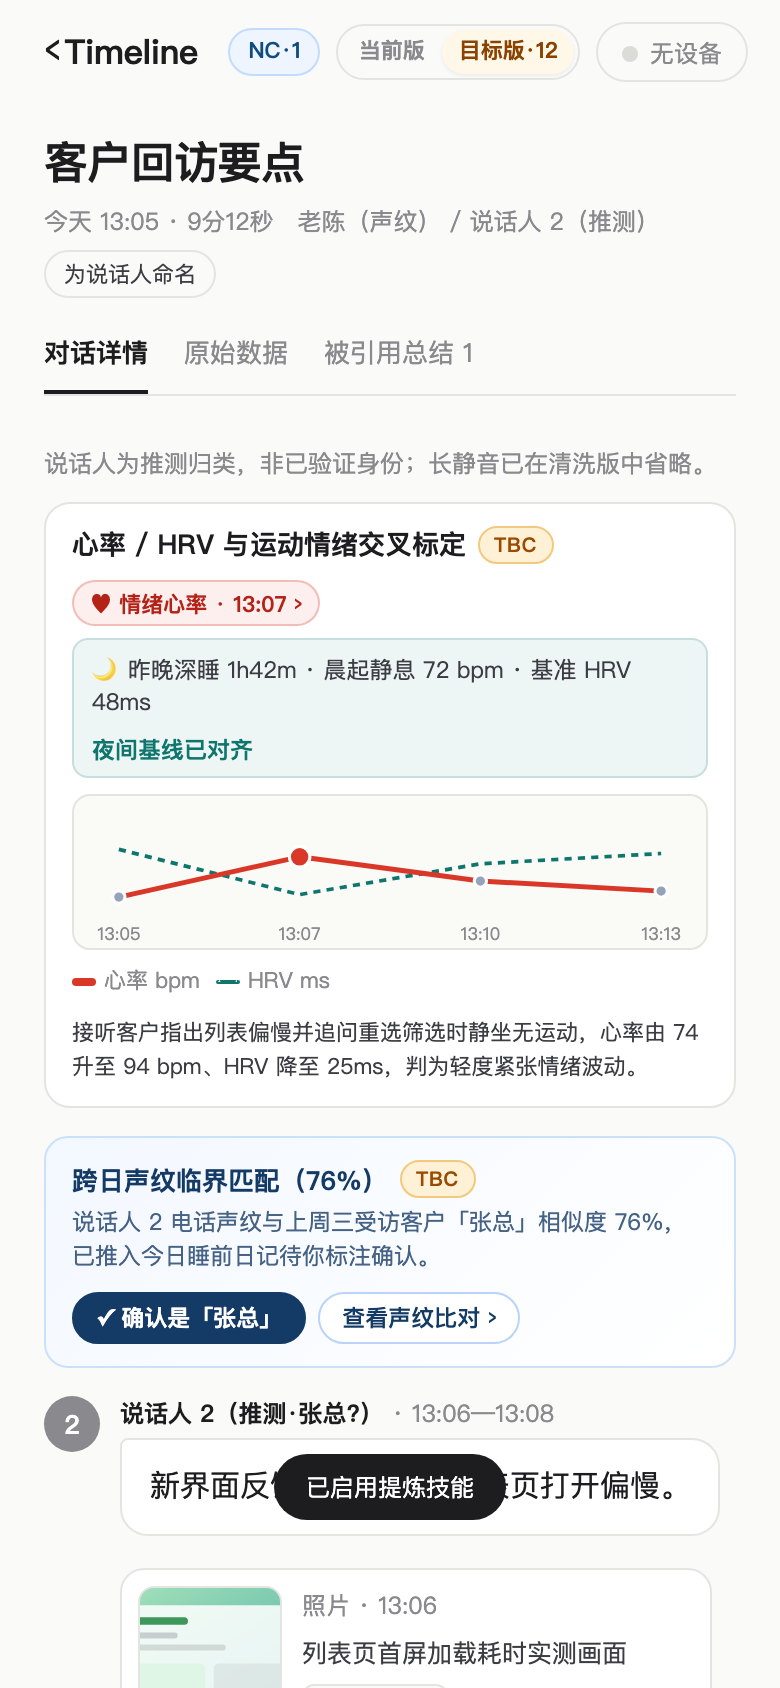 <Timeline NC·1 当前版 目标版·12 无设备
客户回访要点
今天 13:05 · 9分12秒 老陈（声纹） / 说话人 2（推测）
为说话人命名
对话详情 原始数据 被引用总结 1
说话人为推测归类，非已验证身份；长静音已在清洗版中省略。
心率 / HRV 与运动情绪交叉标定 TBC
♥ 情绪心率 · 13:07 ›
🌙 昨晚深睡 1h42m · 晨起静息 72 bpm · 基准 HRV
48ms
夜间基线已对齐
13:05 13:07 13:10 13:13
心率 bpm HRV ms
接听客户指出列表偏慢并追问重选筛选时静坐无运动，心率由 74
升至 94 bpm、HRV 降至 25ms，判为轻度紧张情绪波动。
跨日声纹临界匹配（76%） TBC
说话人 2 电话声纹与上周三受访客户「张总」相似度 76%，
已推入今日睡前日记待你标注确认。
✓ 确认是「张总」 查看声纹比对 ›
2 说话人 2（推测·张总?） · 13:06—13:08
新界面反 页打开偏慢。
已启用提炼技能
照片 · 13:06
列表页首屏加载耗时实测画面